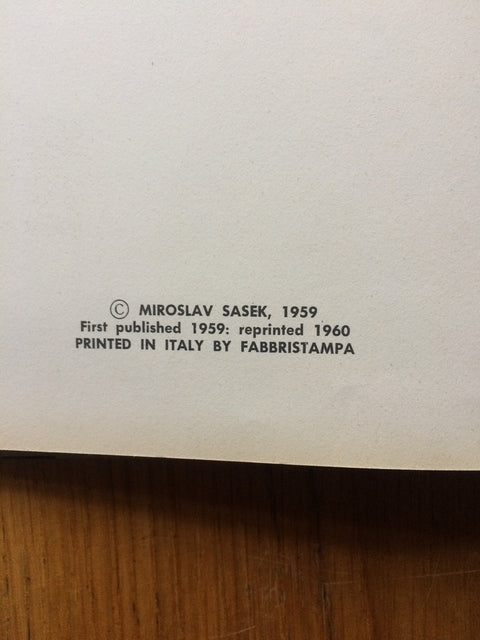 © MIROSLAV SASEK, 1959
First published 1959: reprinted 1960
PRINTED IN ITALY BY FABBRISTAMPA